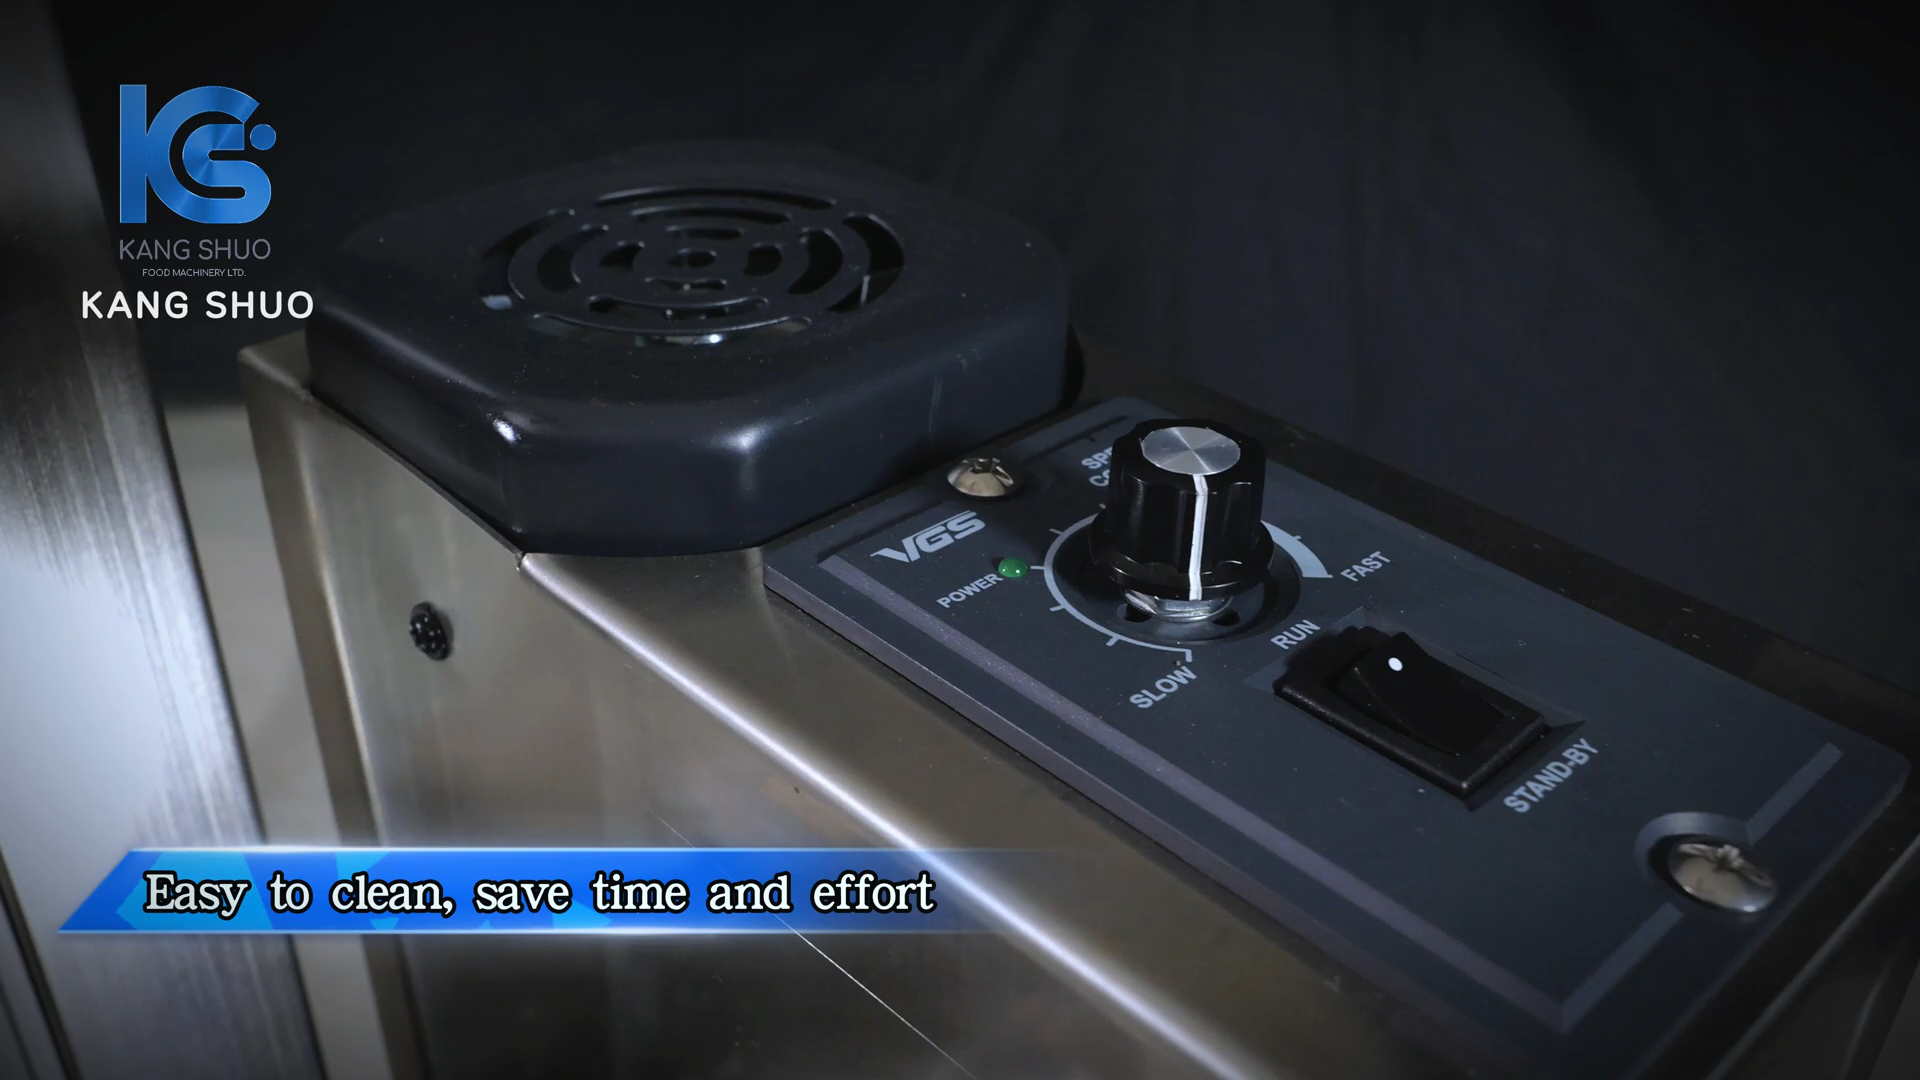 KANG SHUO
FOOD MACHINERY LTD.
KANG SHUO
VGS
POWER
FAST
SLOW
RUN
STAND-BY
Easy to clean, save time and effort